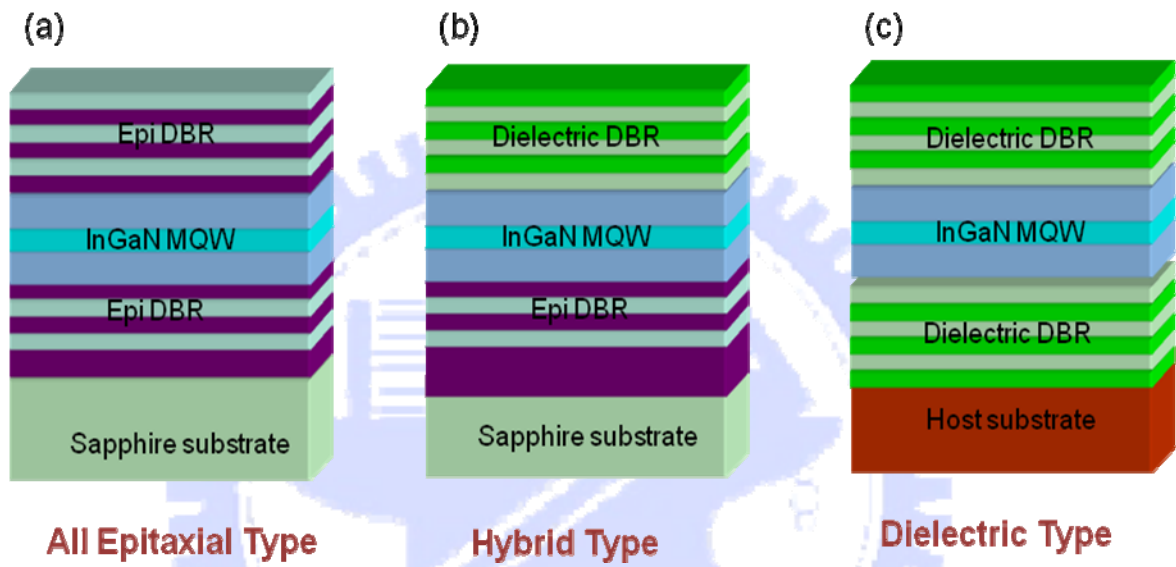 (a)
Epi DBR
InGaN MQW
Epi DBR
Sapphire substrate
All Epitaxial Type
(b)
Dielectric DBR
InGaN MQW
Epi DBR
Sapphire substrate
Hybrid Type
(c)
Dielectric DBR
InGaN MQW
Dielectric DBR
Host substrate
Dielectric Type